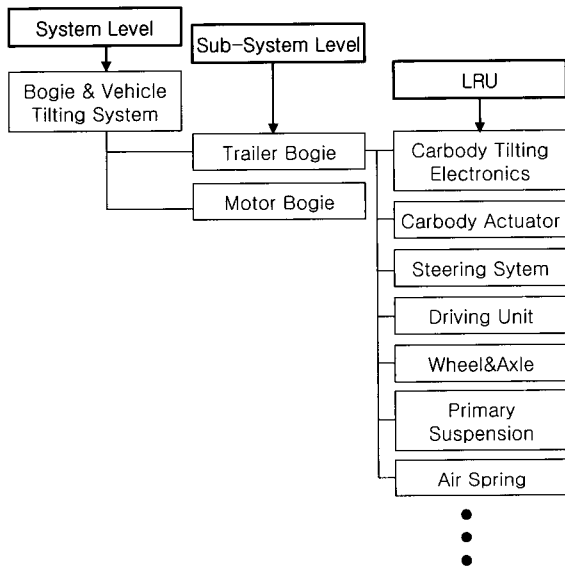 System Level
Sub-System Level
LRU
Bogie & Vehicle
Tilting System
Trailer Bogie
Motor Bogie
Carbody Tilting
Electronics
Carbody Actuator
Steering Sytem
Driving Unit
Wheel&Axle
Primary
Suspension
Air Spring